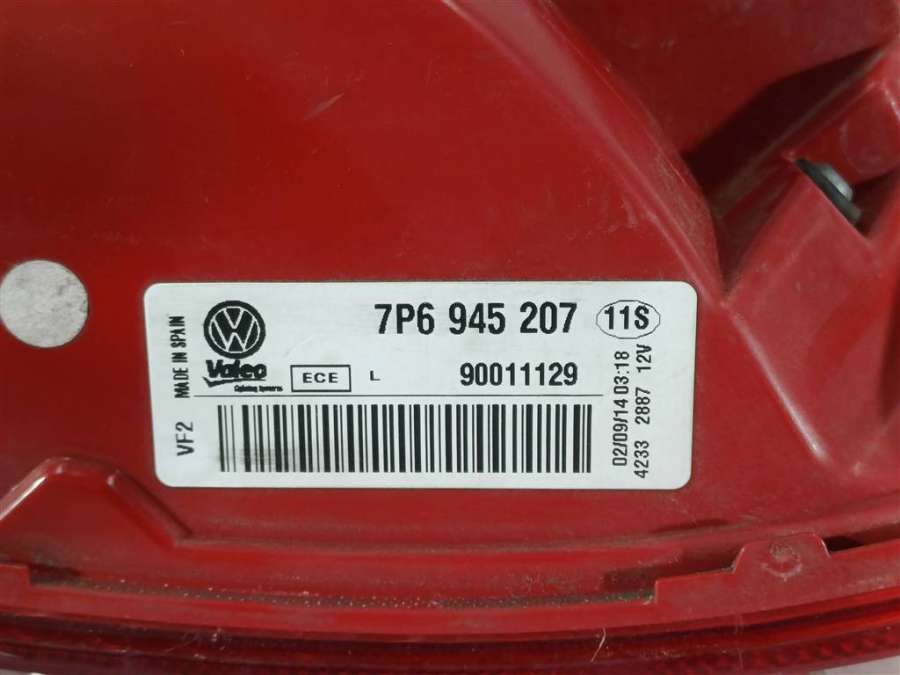 7P6 945 207 11S
MADE IN SPAIN
VW
Valeo
ECE L 90011129
VF2
02/09/14 03:18
4233 2887 12V